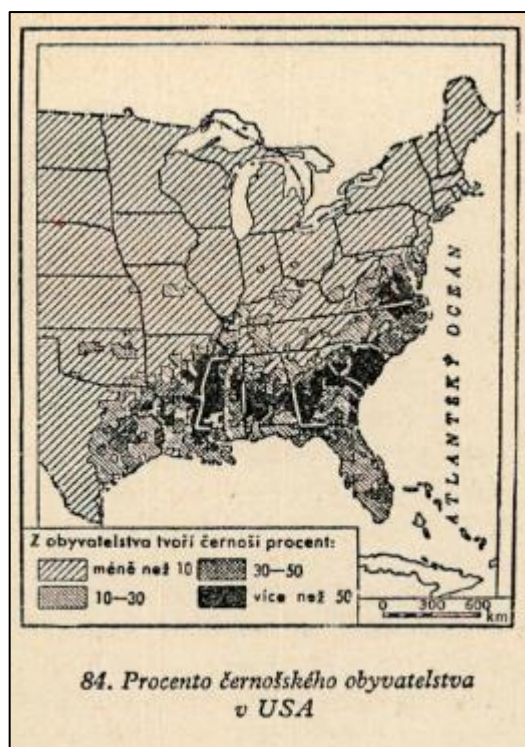 ATLANTSKÝ OCEÁN
Z obyvatelstva tvoří černoši procent:
méně než 10
30—50
10—30
více než 50
0 300 600
km
84. Procento černošského obyvatelstva
v USA